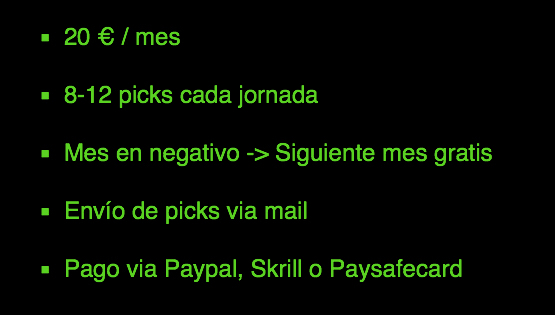 ▪ 20 € / mes
▪ 8-12 picks cada jornada
▪ Mes en negativo -> Siguiente mes gratis
▪ Envío de picks via mail
▪ Pago via Paypal, Skrill o Paysafecard